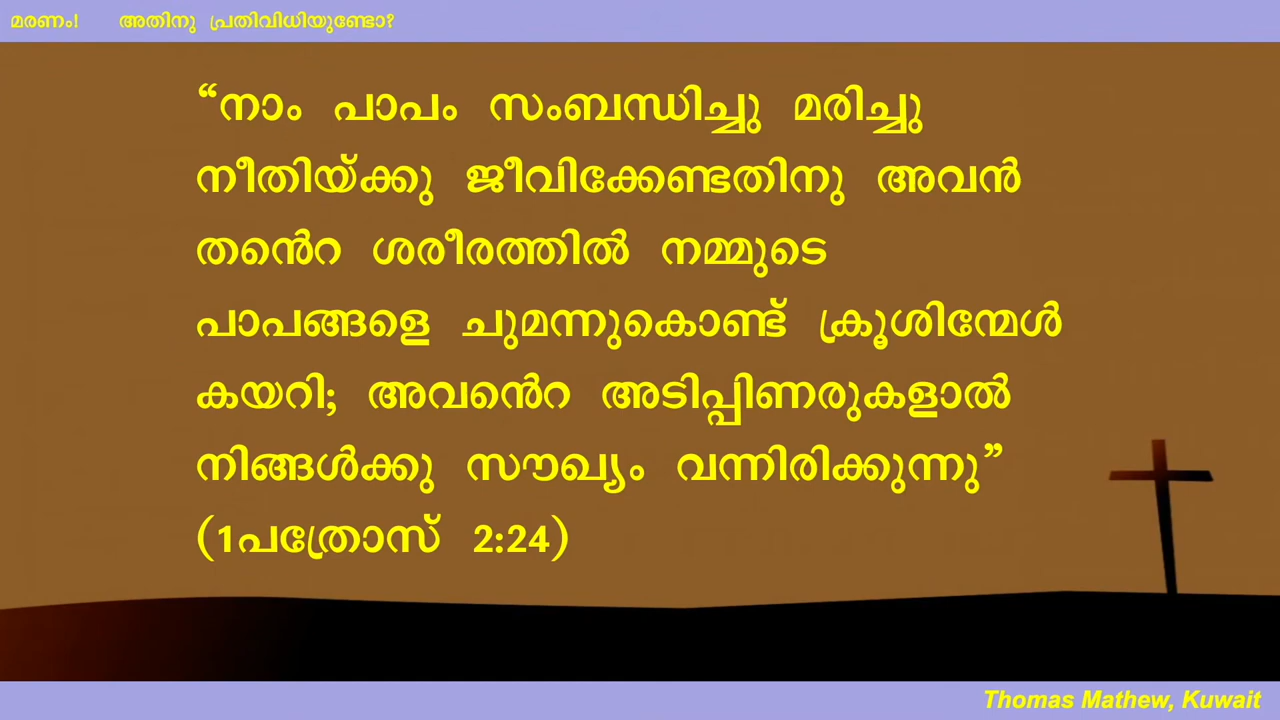 മരണം! അതിനു പ്രതിവിധിയുണ്ടോ?
“നാം പാപം സംബന്ധിച്ചു മരിച്ചു
നീതിയ്ക്കു ജീവിക്കേണ്ടതിനു അവൻ
തൻെറ ശരീരത്തിൽ നമ്മുടെ
പാപങ്ങളെ ചുമന്നുകൊണ്ട് ക്രൂശിന്മേൾ
കയറി; അവൻെറ അടിപ്പിണരുകളാൽ
നിങ്ങൾക്കു സൗഖ്യം വന്നിരിക്കുന്നു”
(1പത്രോസ് 2:24)
Thomas Mathew, Kuwait